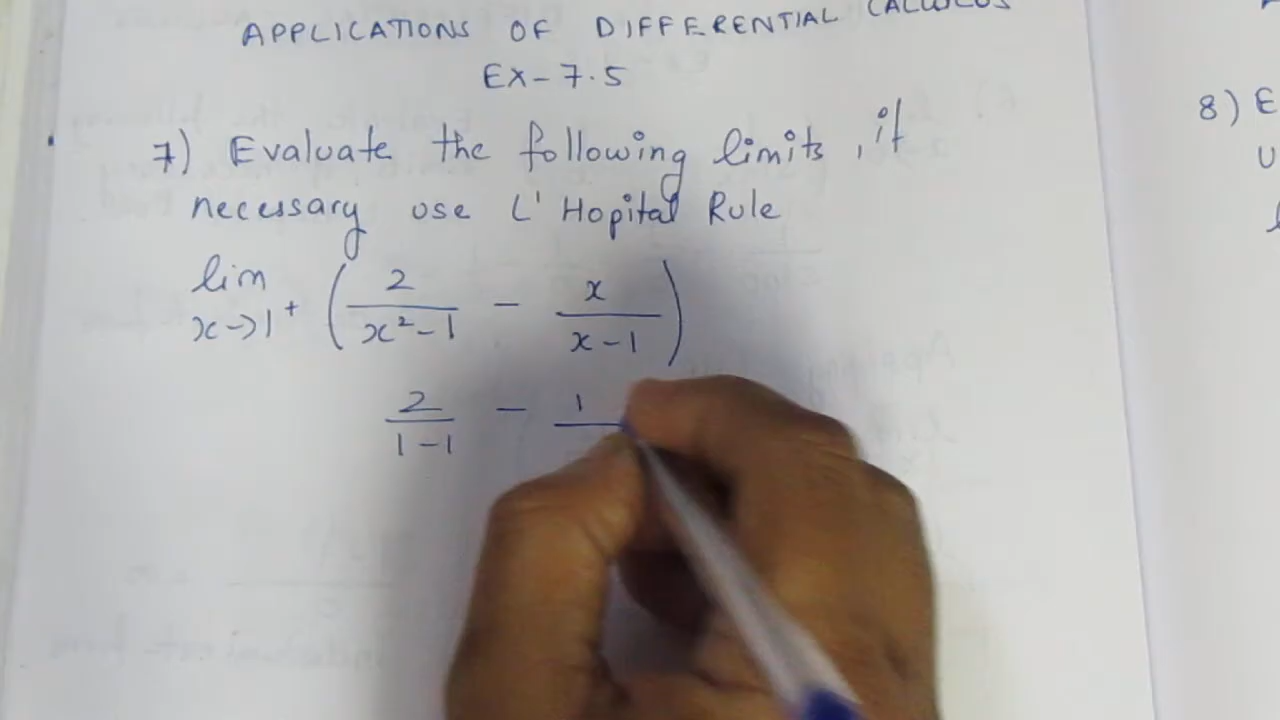 APPLICATIONS OF DIFFERENTIAL CALCULUS
EX-7.5
7) Evaluate the following limits, if
necessary use L' Hopital Rule
lim x→1⁺ (2/(x²-1) - x/(x-1))
2/(1-1) - 1
8) E
U